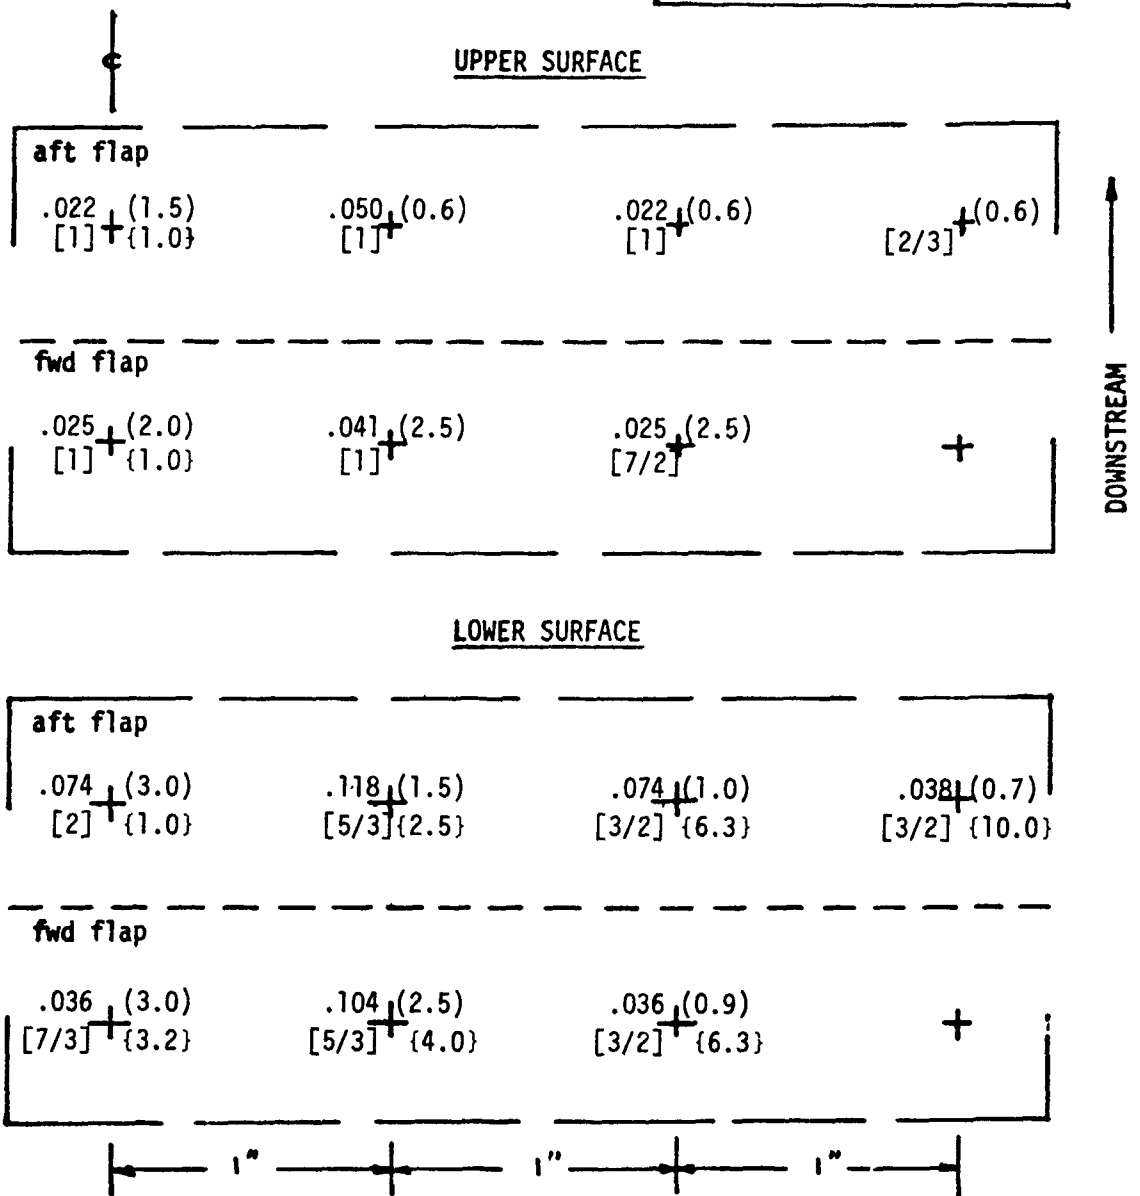 ℄
UPPER SURFACE
aft flap
.022 (1.5) .050 (0.6) .022 (0.6) (0.6)
[1] {1.0} [1] [1] [2/3]
fwd flap
.025 (2.0) .041 (2.5) .025 (2.5)
[1] {1.0} [1] [7/2]
DOWNSTREAM
LOWER SURFACE
aft flap
.074 (3.0) .118 (1.5) .074 (1.0) .038 (0.7)
[2] {1.0} [5/3] {2.5} [3/2] {6.3} [3/2] {10.0}
fwd flap
.036 (3.0) .104 (2.5) .036 (0.9)
[7/3] {3.2} [5/3] {4.0} [3/2] {6.3}
1" 1" 1"